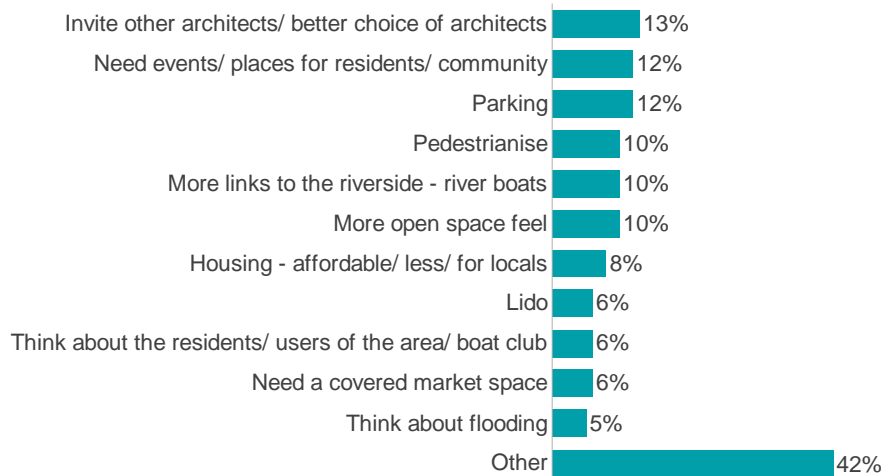 Invite other architects/ better choice of architects 13%
Need events/ places for residents/ community 12%
Parking 12%
Pedestrianise 10%
More links to the riverside - river boats 10%
More open space feel 10%
Housing - affordable/ less/ for locals 8%
Lido 6%
Think about the residents/ users of the area/ boat club 6%
Need a covered market space 6%
Think about flooding 5%
Other 42%